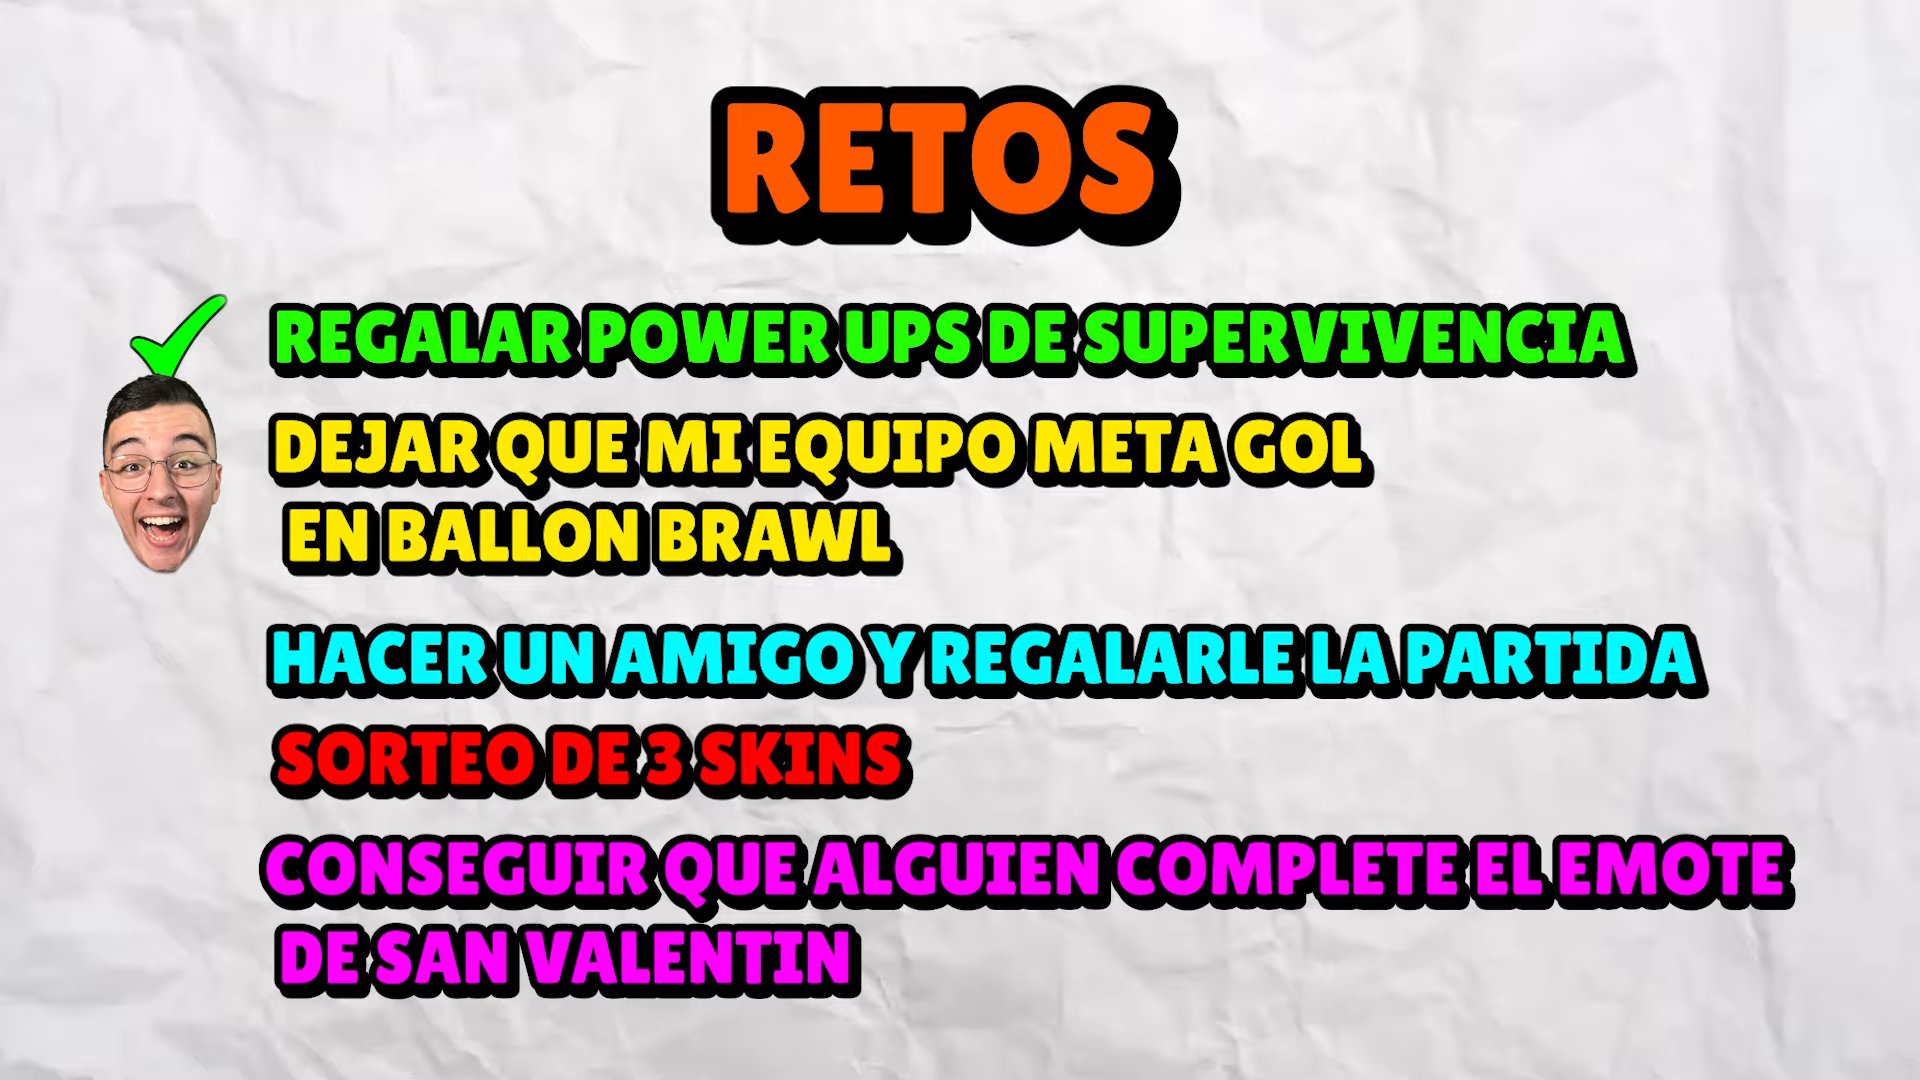 RETOS
REGALAR POWER UPS DE SUPERVIVENCIA
DEJAR QUE MI EQUIPO META GOL
EN BALLON BRAWL
HACER UN AMIGO Y REGALARLE LA PARTIDA
SORTEO DE 3 SKINS
CONSEGUIR QUE ALGUIEN COMPLETE EL EMOTE
DE SAN VALENTIN